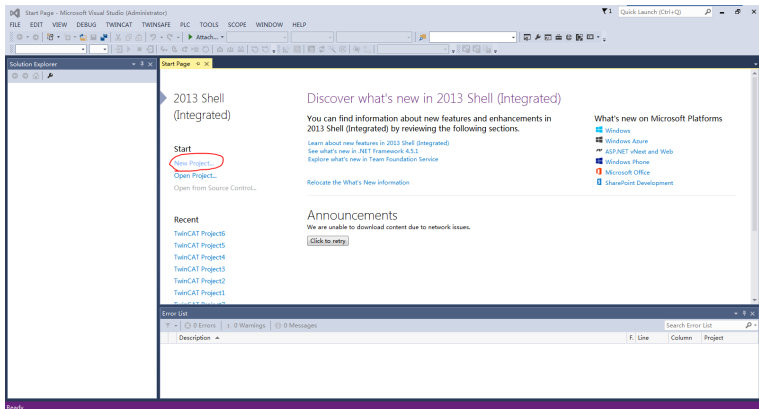 Start Page - Microsoft Visual Studio (Administrator)
1
Quick Launch (Ctrl+Q)
FILE EDIT VIEW DEBUG TWINCAT TWINSAFE PLC TOOLS SCOPE WINDOW HELP
Attach...
Solution Explorer
Start Page
2013 Shell
(Integrated)
Start
New Project...
Open Project...
Open from Source Control...
Recent
TwinCAT Project6
TwinCAT Project5
TwinCAT Project4
TwinCAT Project3
TwinCAT Project2
TwinCAT Project1
Discover what's new in 2013 Shell (Integrated)
You can find information about new features and enhancements in
2013 Shell (Integrated) by reviewing the following sections.
Learn about new features in 2013 Shell (Integrated)
See what's new in .NET Framework 4.5.1
Explore what's new in Team Foundation Service
Relocate the What's New information
Announcements
We are unable to download content due to network issues.
Click to retry
What's new on Microsoft Platforms
Windows
Windows Azure
ASP.NET vNext and Web
Windows Phone
Microsoft Office
SharePoint Development
Error List
0 Errors
0 Warnings
0 Messages
Search Error List
Description
F. Line Column Project
Ready